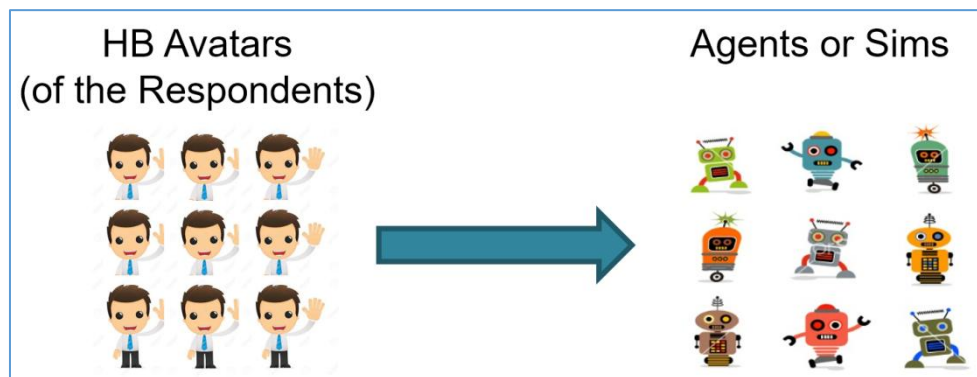 HB Avatars
(of the Respondents)
Agents or Sims